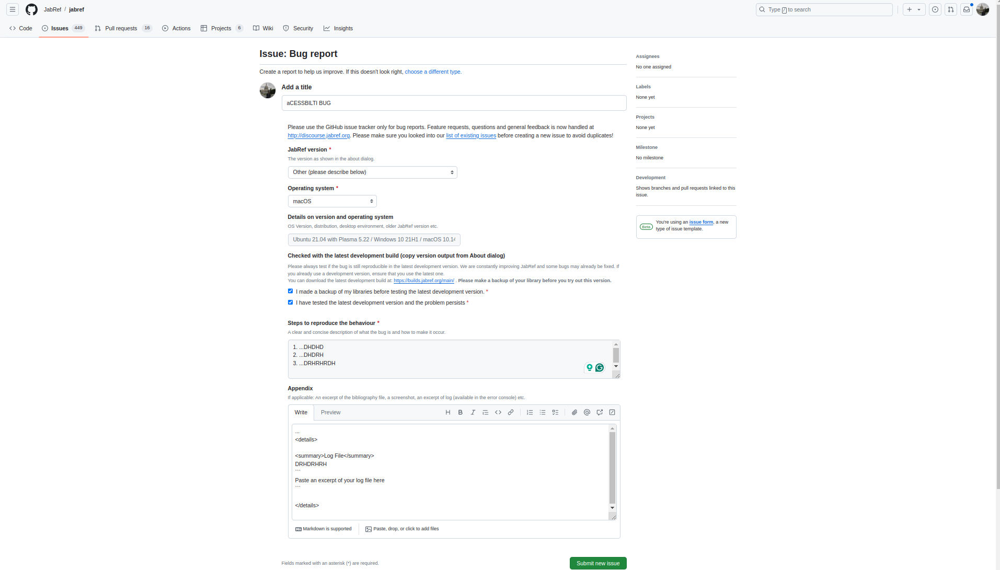 JabRef / jabref
Type / to search
Code
Issues 449
Pull requests 16
Actions
Projects 6
Wiki
Security
Insights
Issue: Bug report
Create a report to help us improve. If this doesn't look right, choose a different type.
Add a title
aCESSBILTI BUG
Please use the GitHub issue tracker only for bug reports. Feature requests, questions and general feedback is now handled at
http://discourse.jabref.org. Please make sure you looked into our list of existing issues before creating a new issue to avoid duplicates!
JabRef version *
The version as shown in the about dialog.
Other (please describe below)
Operating system *
macOS
Details on version and operating system
OS Version, distribution, desktop environment, older JabRef version etc.
Ubuntu 21.04 with Plasma 5.22 / Windows 10 21H1 / macOS 10.14
Checked with the latest development build (copy version output from About dialog)
Please always test if the bug is still reproducible in the latest development version. We are constantly improving JabRef and some bugs may already be fixed. If
you already use a development version, ensure that you use the latest one.
You can download the latest development build at: https://builds.jabref.org/main/ . Please make a backup of your library before you try out this version.
I made a backup of my libraries before testing the latest development version. *
I have tested the latest development version and the problem persists *
Steps to reproduce the behaviour *
A clear and concise description of what the bug is and how to make it occur.
1. ...DHDHD
2. ...DHDRH
3. ...DRHRHRDH
Appendix
If applicable: An excerpt of the bibliography file, a screenshot, an excerpt of log (available in the error console) etc.
Write
Preview
...
<details>
<summary>Log File</summary>
DRHDRHRH
```
Paste an excerpt of your log file here
```
</details>
Markdown is supported
Paste, drop, or click to add files
Fields marked with an asterisk (*) are required.
Submit new issue
Assignees
No one assigned
Labels
None yet
Projects
None yet
Milestone
No milestone
Development
Shows branches and pull requests linked to this
issue.
Beta
You're using an issue form, a new
type of issue template.